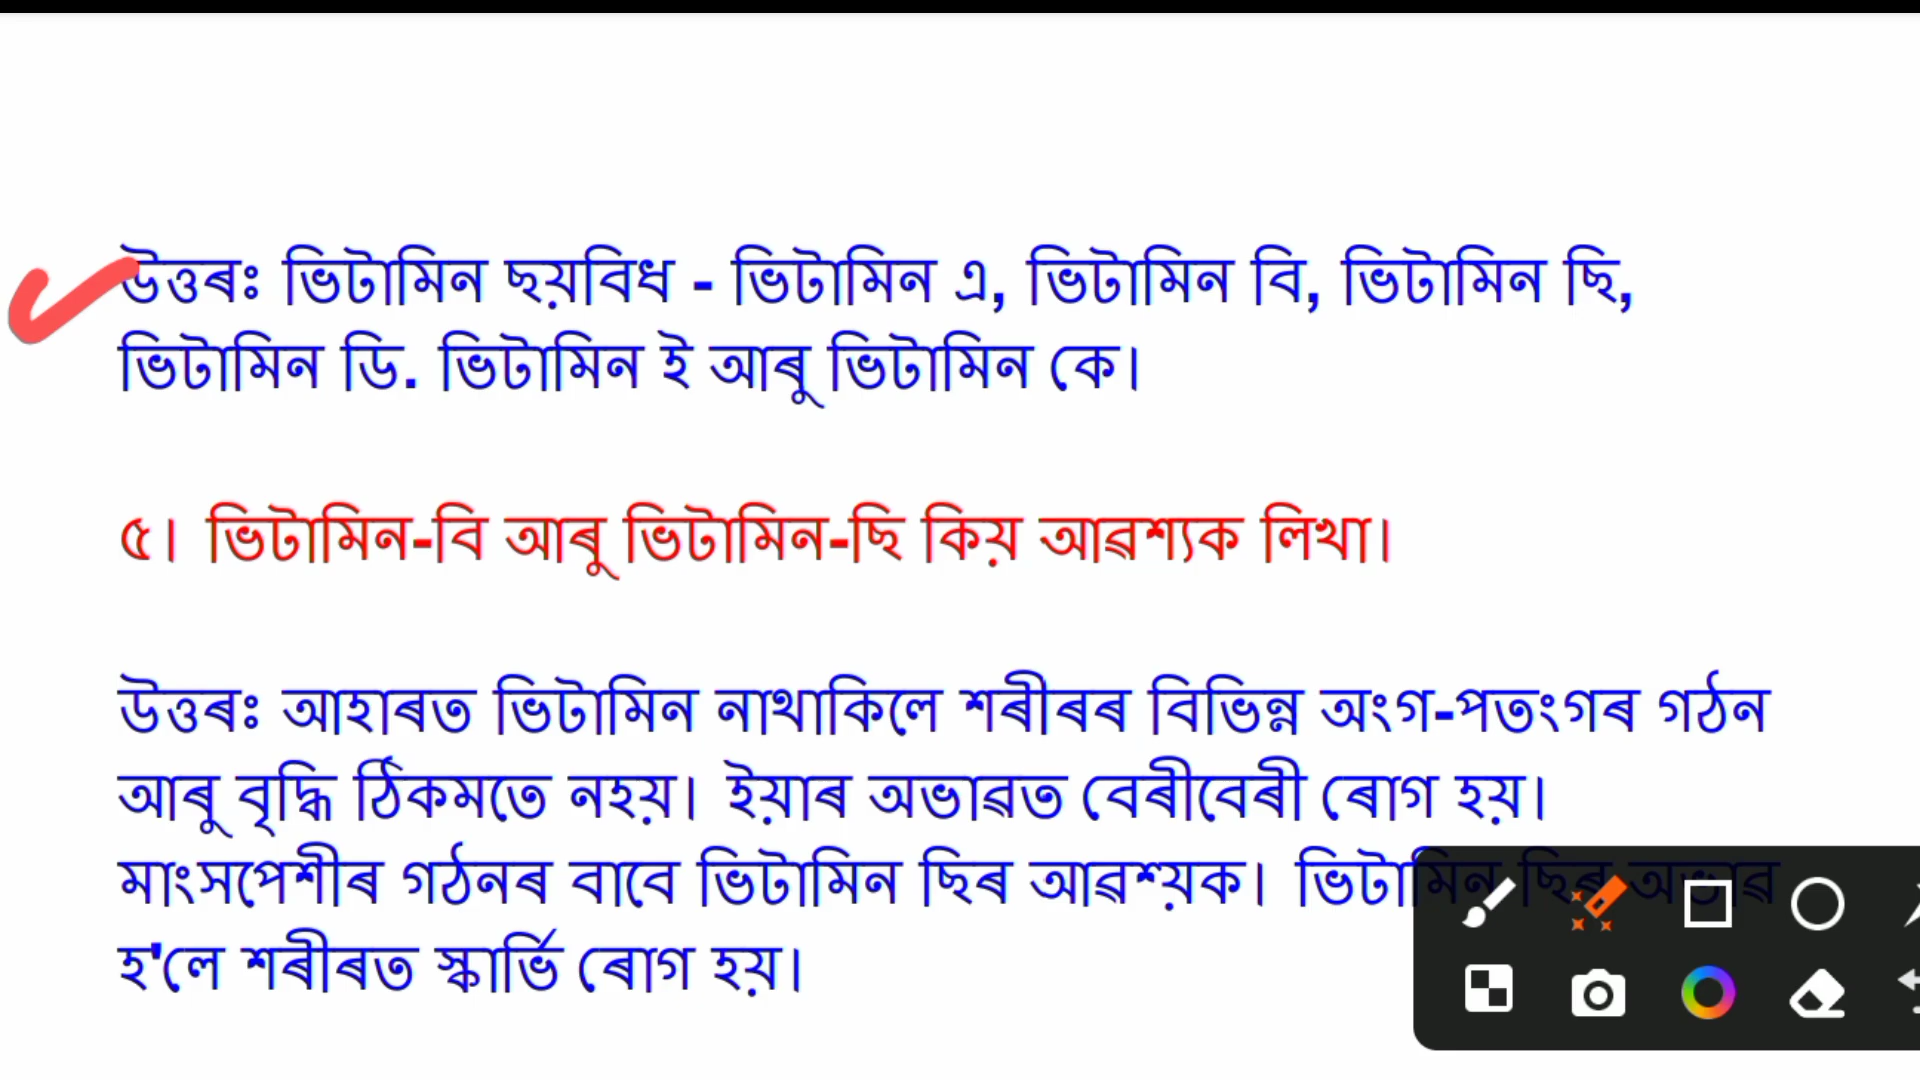 উত্তৰঃ ভিটামিন ছয়বিধ - ভিটামিন এ, ভিটামিন বি, ভিটামিন ছি,
ভিটামিন ডি. ভিটামিন ই আৰু ভিটামিন কে।
৫। ভিটামিন-বি আৰু ভিটামিন-ছি কিয় আৱশ্যক লিখা।
উত্তৰঃ আহাৰত ভিটামিন নাথাকিলে শৰীৰৰ বিভিন্ন অংগ-পতংগৰ গঠন
আৰু বৃদ্ধি ঠিকমতে নহয়। ইয়াৰ অভাৱত বেৰীবেৰী ৰোগ হয়।
মাংসপেশীৰ গঠনৰ বাবে ভিটামিন ছিৰ আৱশ্য়ক। ভিটামিন ছিৰ অভাৱ
হ'লে শৰীৰত স্কাৰ্ভি ৰোগ হয়।